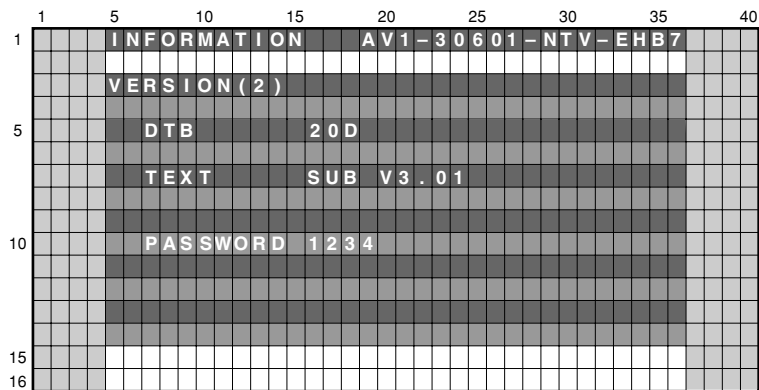 1 5 10 15 20 25 30 35 40
1 INFORMATION AV1–30601–NTV–EHB7
VERSION(2)
5 DTB 20D
TEXT SUB V3.01
10 PASSWORD 1234
15
16